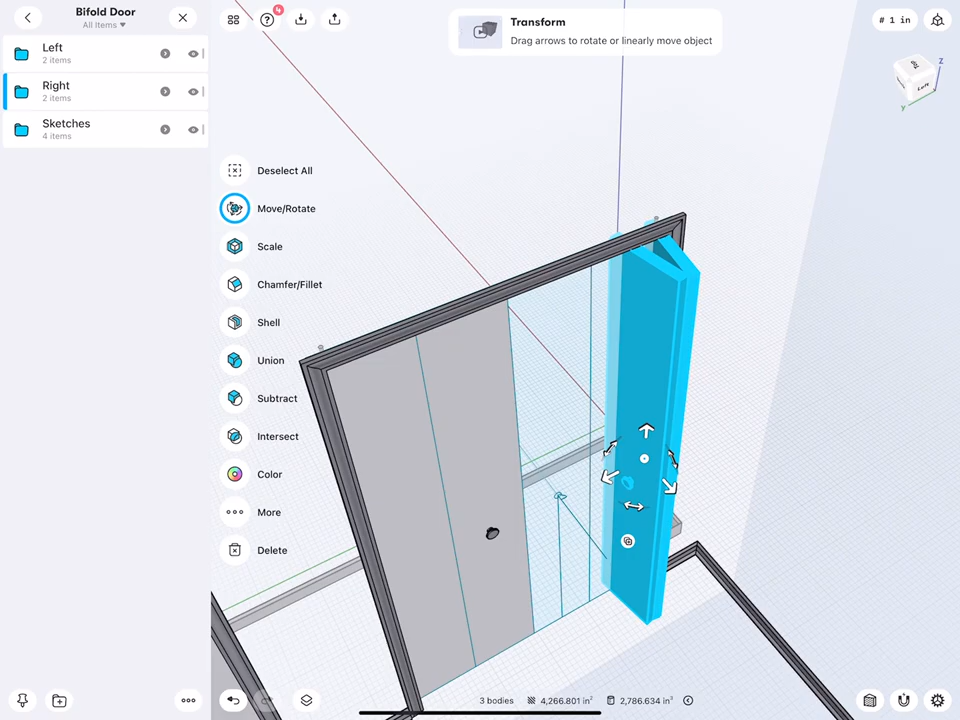 Bifold Door
All Items ▾
Left
2 items
Right
2 items
Sketches
4 items
4
Transform
Drag arrows to rotate or linearly move object
# 1 in
Top
Left
Z
Y
Deselect All
Move/Rotate
Scale
Chamfer/Fillet
Shell
Union
Subtract
Intersect
Color
More
Delete
3 bodies
4,266.801 in²
2,786.634 in³